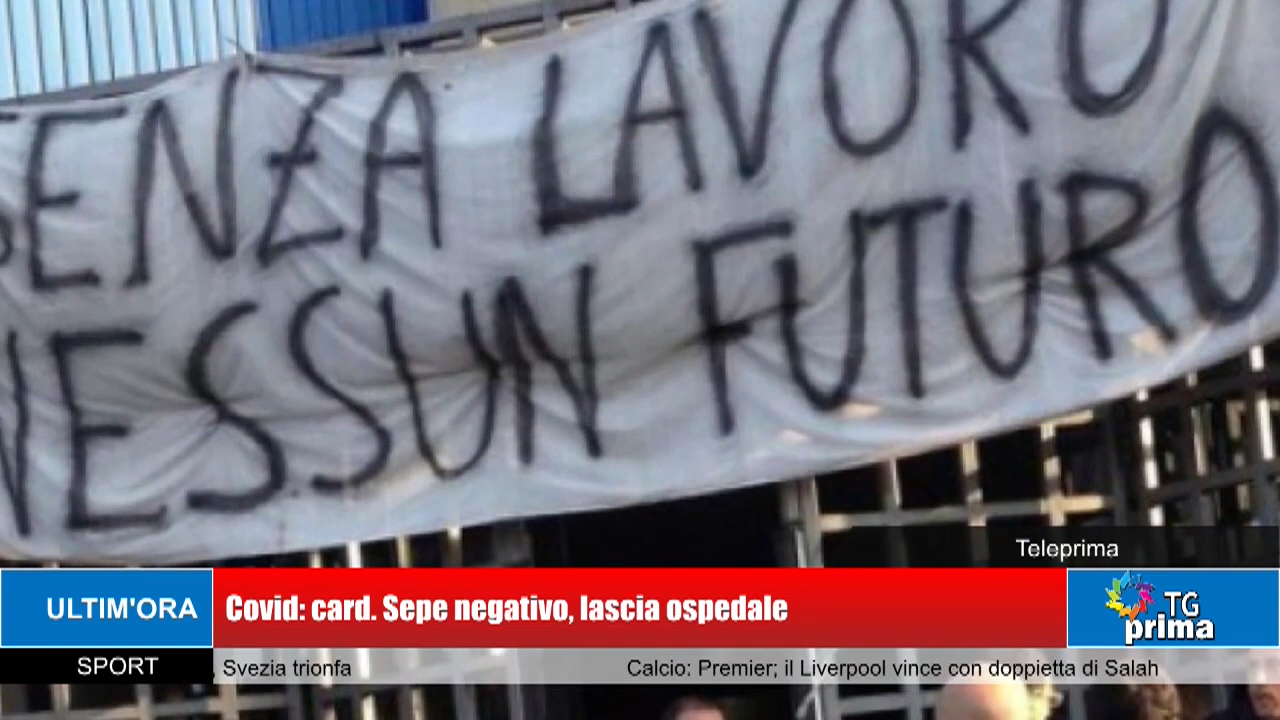 SENZA LAVORO
NESSUN FUTURO
Teleprima
ULTIM'ORA
Covid: card. Sepe negativo, lascia ospedale
TG
prima
SPORT
, Svezia trionfa
Calcio: Premier; il Liverpool vince con doppietta di Salah